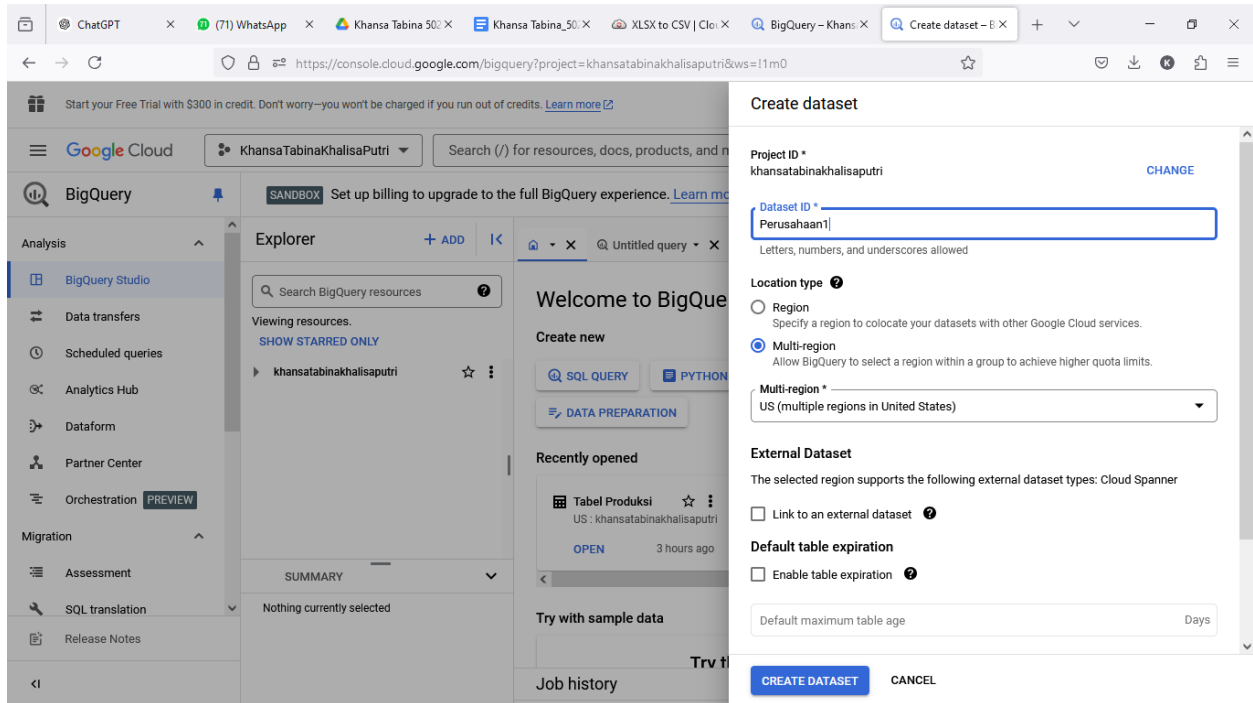 ChatGPT
(71) WhatsApp
Khansa Tabina 502
Khansa Tabina_50
XLSX to CSV | Clo
BigQuery – Khans
Create dataset – B
https://console.cloud.google.com/bigquery?project=khansatabinakhalisaputri&ws=!1m0
K
Start your Free Trial with $300 in credit. Don't worry—you won't be charged if you run out of credits. Learn more
Google Cloud
KhansaTabinaKhalisaPutri
Search (/) for resources, docs, products, and
BigQuery
SANDBOX Set up billing to upgrade to the full BigQuery experience. Learn
Analysis
BigQuery Studio
Data transfers
Scheduled queries
Analytics Hub
Dataform
Partner Center
Orchestration PREVIEW
Migration
Assessment
SQL translation
Release Notes
Explorer
+ ADD
Search BigQuery resources
Viewing resources.
SHOW STARRED ONLY
khansatabinakhalisaputri
SUMMARY
Nothing currently selected
Untitled query
Welcome to BigQue
Create new
SQL QUERY
PYTHON
DATA PREPARATION
Recently opened
Tabel Produksi
US : khansatabinakhalisaputri
OPEN
3 hours ago
Try with sample data
Try
Job history
Create dataset
Project ID *
khansatabinakhalisaputri
CHANGE
Dataset ID *
Perusahaan1
Letters, numbers, and underscores allowed
Location type
Region
Specify a region to colocate your datasets with other Google Cloud services.
Multi-region
Allow BigQuery to select a region within a group to achieve higher quota limits.
Multi-region *
US (multiple regions in United States)
External Dataset
The selected region supports the following external dataset types: Cloud Spanner
Link to an external dataset
Default table expiration
Enable table expiration
Default maximum table age
Days
CREATE DATASET
CANCEL